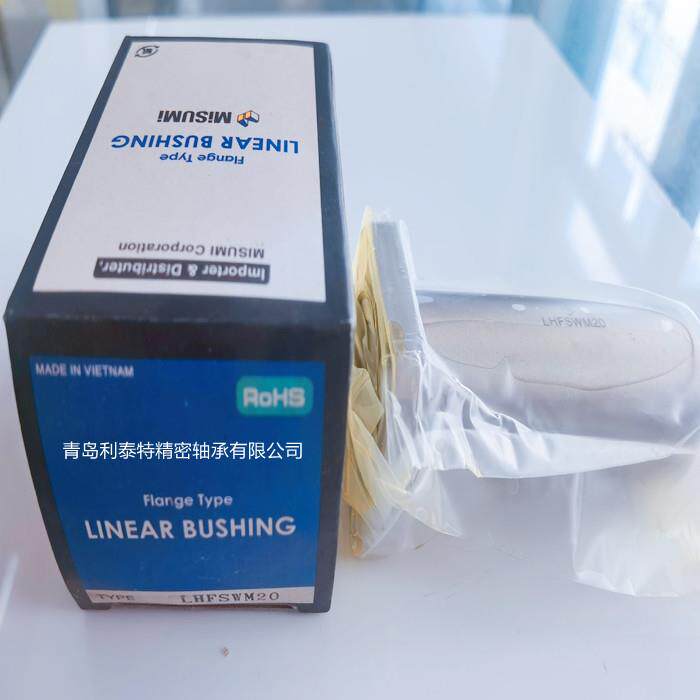 MiSUMi
LINEAR BUSHING
Flange Type
MISUMI Corporation
Importer & Distributer,
MADE IN VIETNAM
RoHS
青岛利泰特精密轴承有限公司
Flange Type
LINEAR BUSHING
TYPE LHFSWM20
LHFSWM20